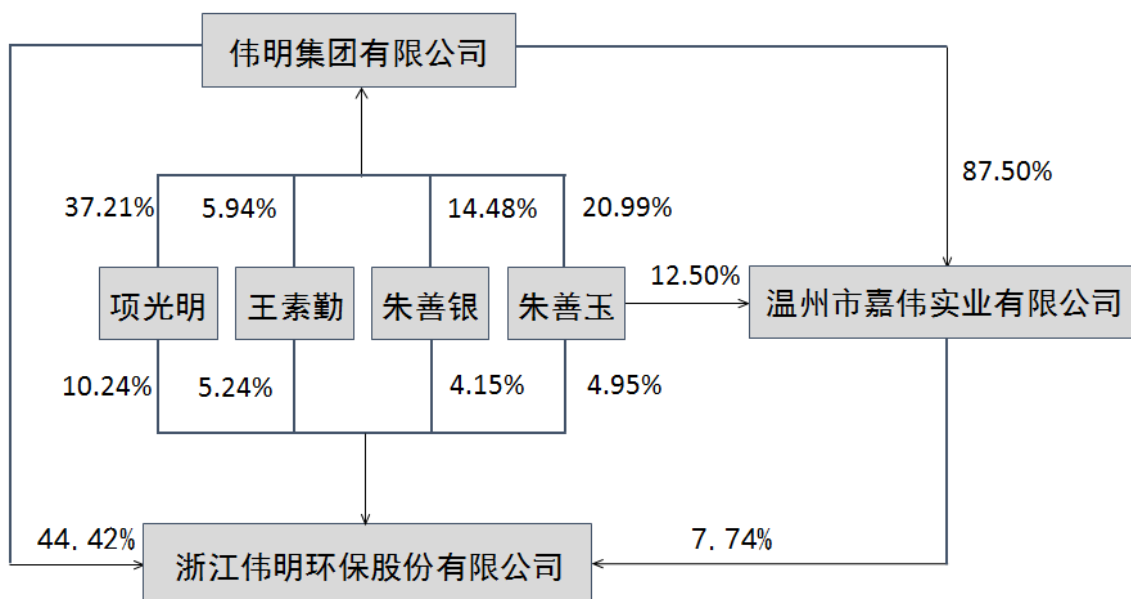 伟明集团有限公司
87.50%
37.21%
5.94%
14.48%
20.99%
项光明
王素勤
朱善银
朱善玉
12.50%
温州市嘉伟实业有限公司
10.24%
5.24%
4.15%
4.95%
44.42%
7.74%
浙江伟明环保股份有限公司